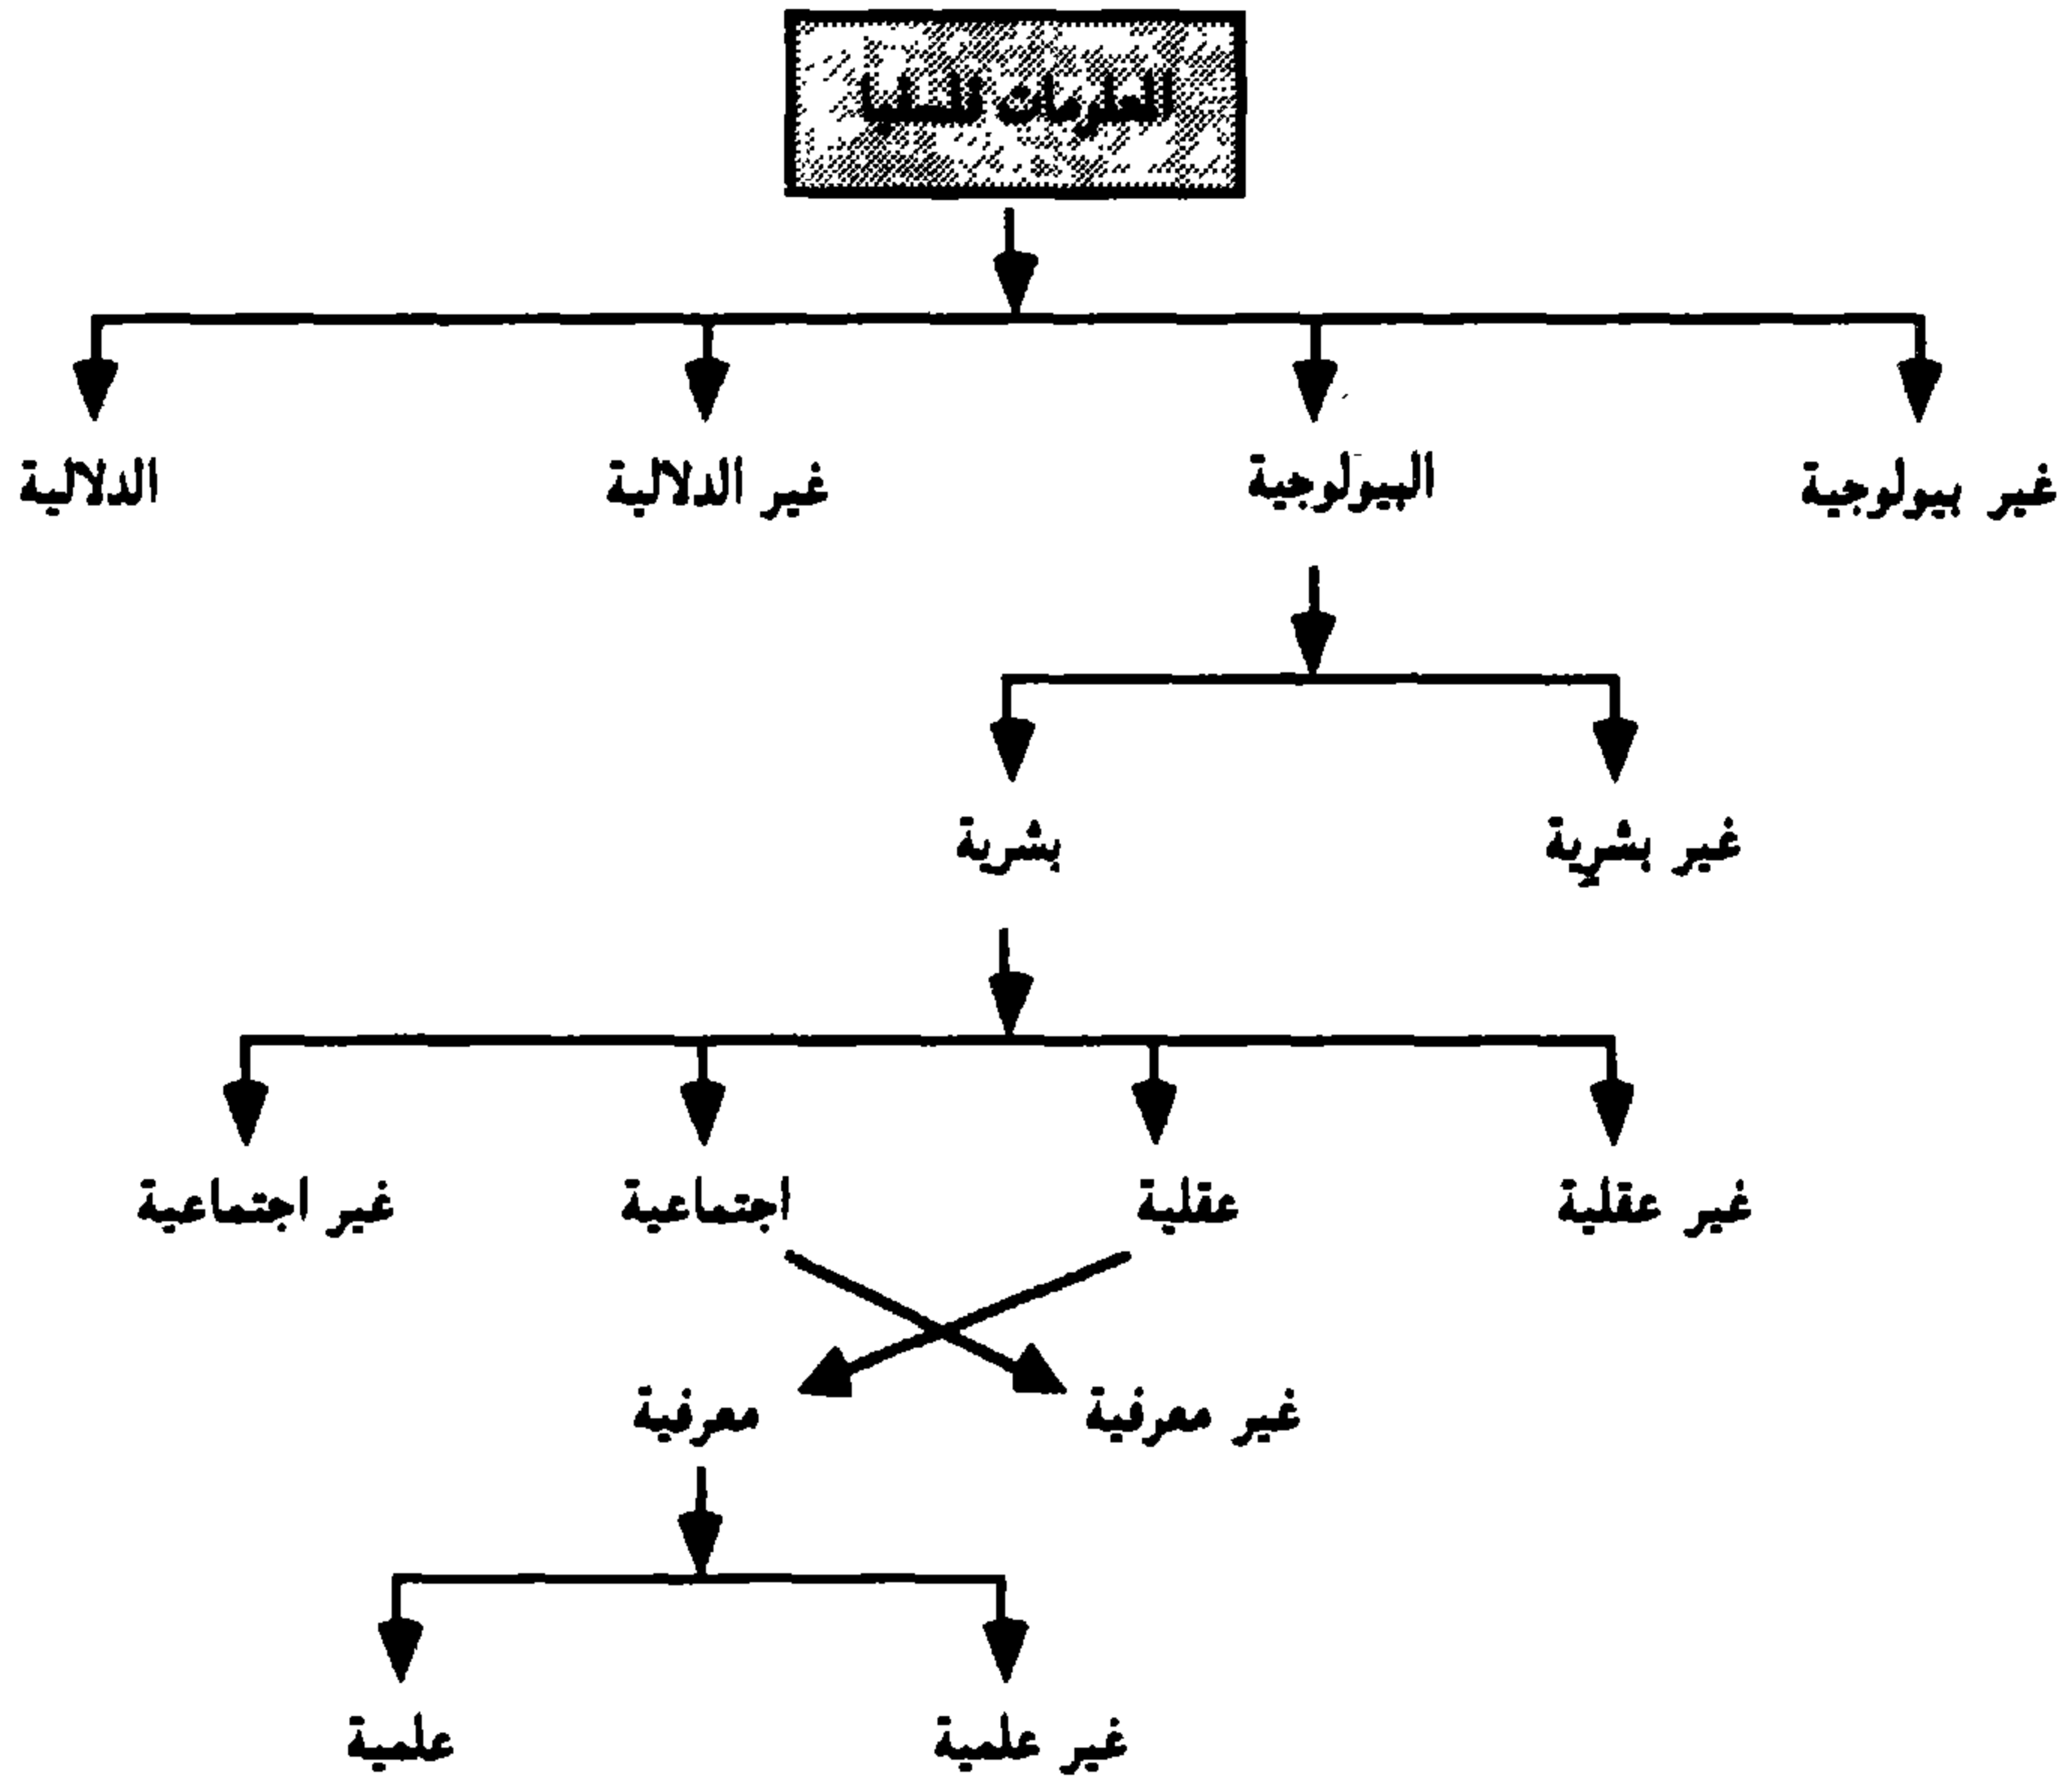 غير بيولوجية البيولوجية غير الدلالية الدلالية
غير بشرية بشرية
غير عقلية عقلية اجتماعية غير اجتماعية
غير معرفية معرفية
غير علمية علمية